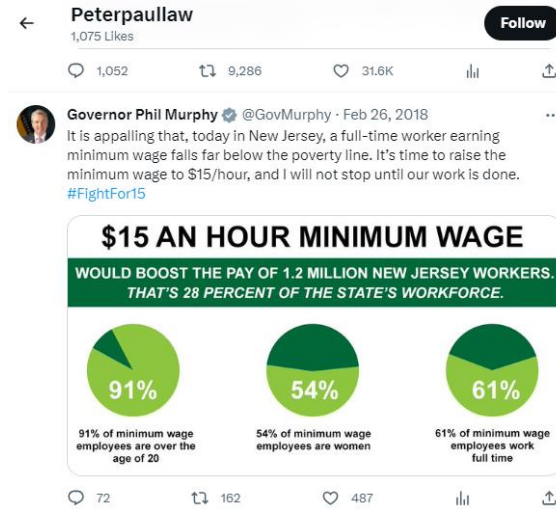 Peterpaullaw
1,075 Likes
Follow
1,052 9,286 31.6K
Governor Phil Murphy @GovMurphy · Feb 26, 2018
It is appalling that, today in New Jersey, a full-time worker earning
minimum wage falls far below the poverty line. It's time to raise the
minimum wage to $15/hour, and I will not stop until our work is done.
#FightFor15
$15 AN HOUR MINIMUM WAGE
WOULD BOOST THE PAY OF 1.2 MILLION NEW JERSEY WORKERS.
THAT'S 28 PERCENT OF THE STATE'S WORKFORCE.
91% 54% 61%
91% of minimum wage
employees are over the
age of 20
54% of minimum wage
employees are women
61% of minimum wage
employees work
full time
72 162 487